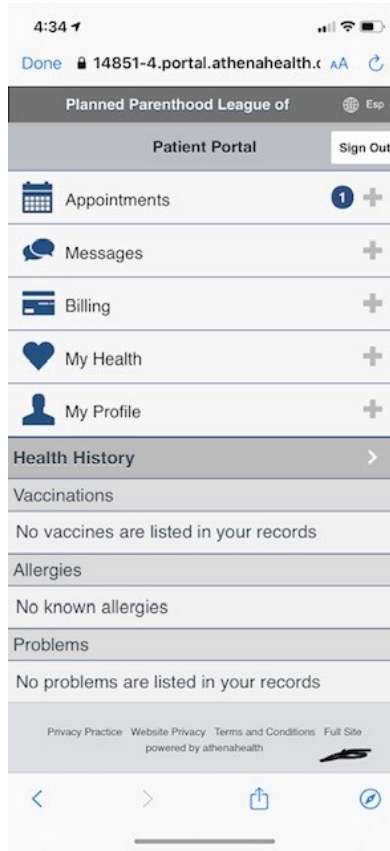 4:34
Done 14851-4.portal.athenahealth.c AA
Planned Parenthood League of Esp
Patient Portal Sign Out
Appointments 1
Messages
Billing
My Health
My Profile
Health History
Vaccinations
No vaccines are listed in your records
Allergies
No known allergies
Problems
No problems are listed in your records
Privacy Practice Website Privacy Terms and Conditions Full Site
powered by athenahealth